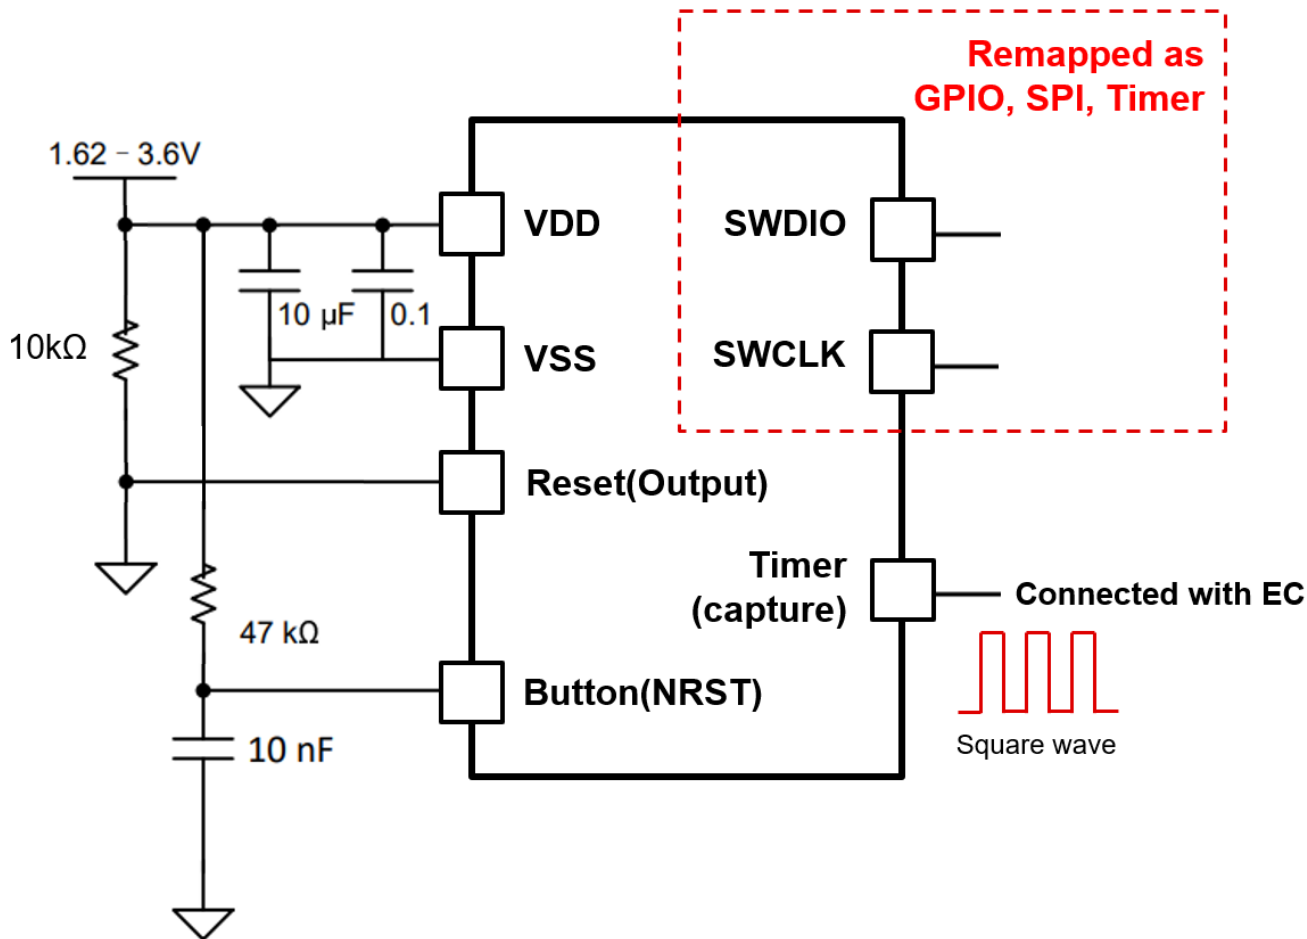 Remapped as
GPIO, SPI, Timer
1.62 – 3.6V
VDD
SWDIO
10 µF
0.1
10kΩ
VSS
SWCLK
Reset(Output)
Timer
(capture)
Connected with EC
47 kΩ
Button(NRST)
10 nF
Square wave